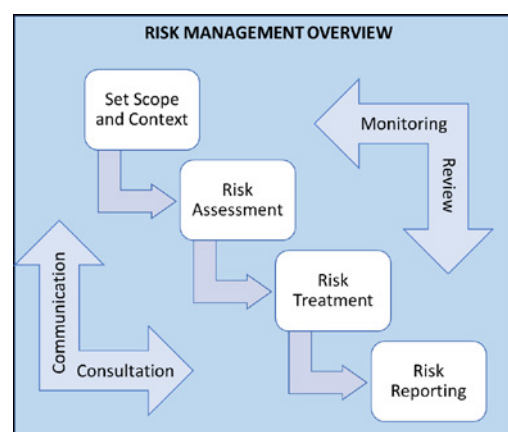 RISK MANAGEMENT OVERVIEW
Set Scope
and Context
Monitoring
Review
Risk
Assessment
Risk
Treatment
Communication
Consultation
Risk
Reporting